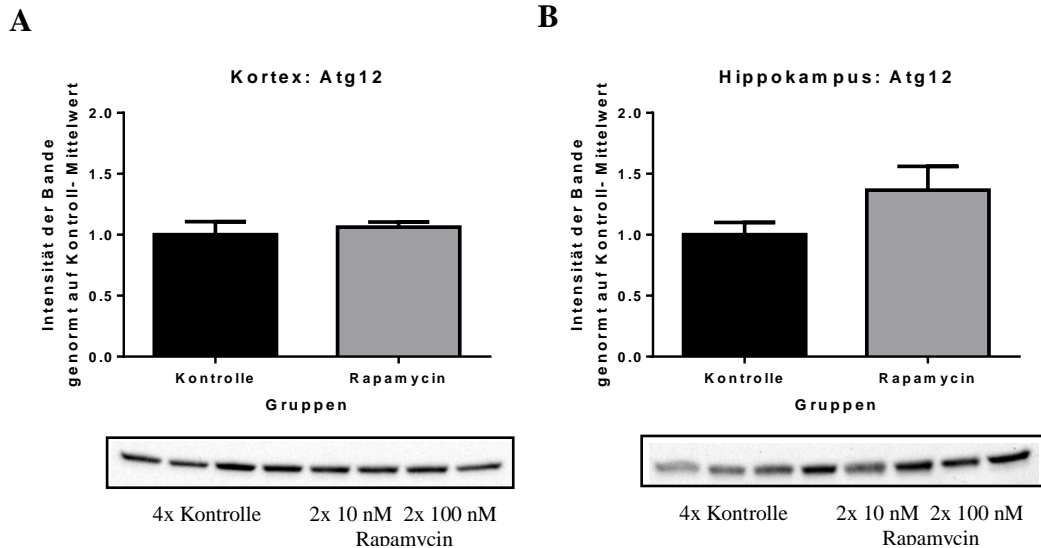 A
Kortex: Atg12
Intensität der Bande
genormt auf Kontroll- Mittelwert
2.0
1.5
1.0
0.5
0.0
Kontrolle
Rapamycin
Gruppen
4x Kontrolle 2x 10 nM 2x 100 nM
Rapamycin
B
Hippokampus: Atg12
Intensität der Bande
genormt auf Kontroll- Mittelwert
2.0
1.5
1.0
0.5
0.0
Kontrolle
Rapamycin
Gruppen
4x Kontrolle 2x 10 nM 2x 100 nM
Rapamycin